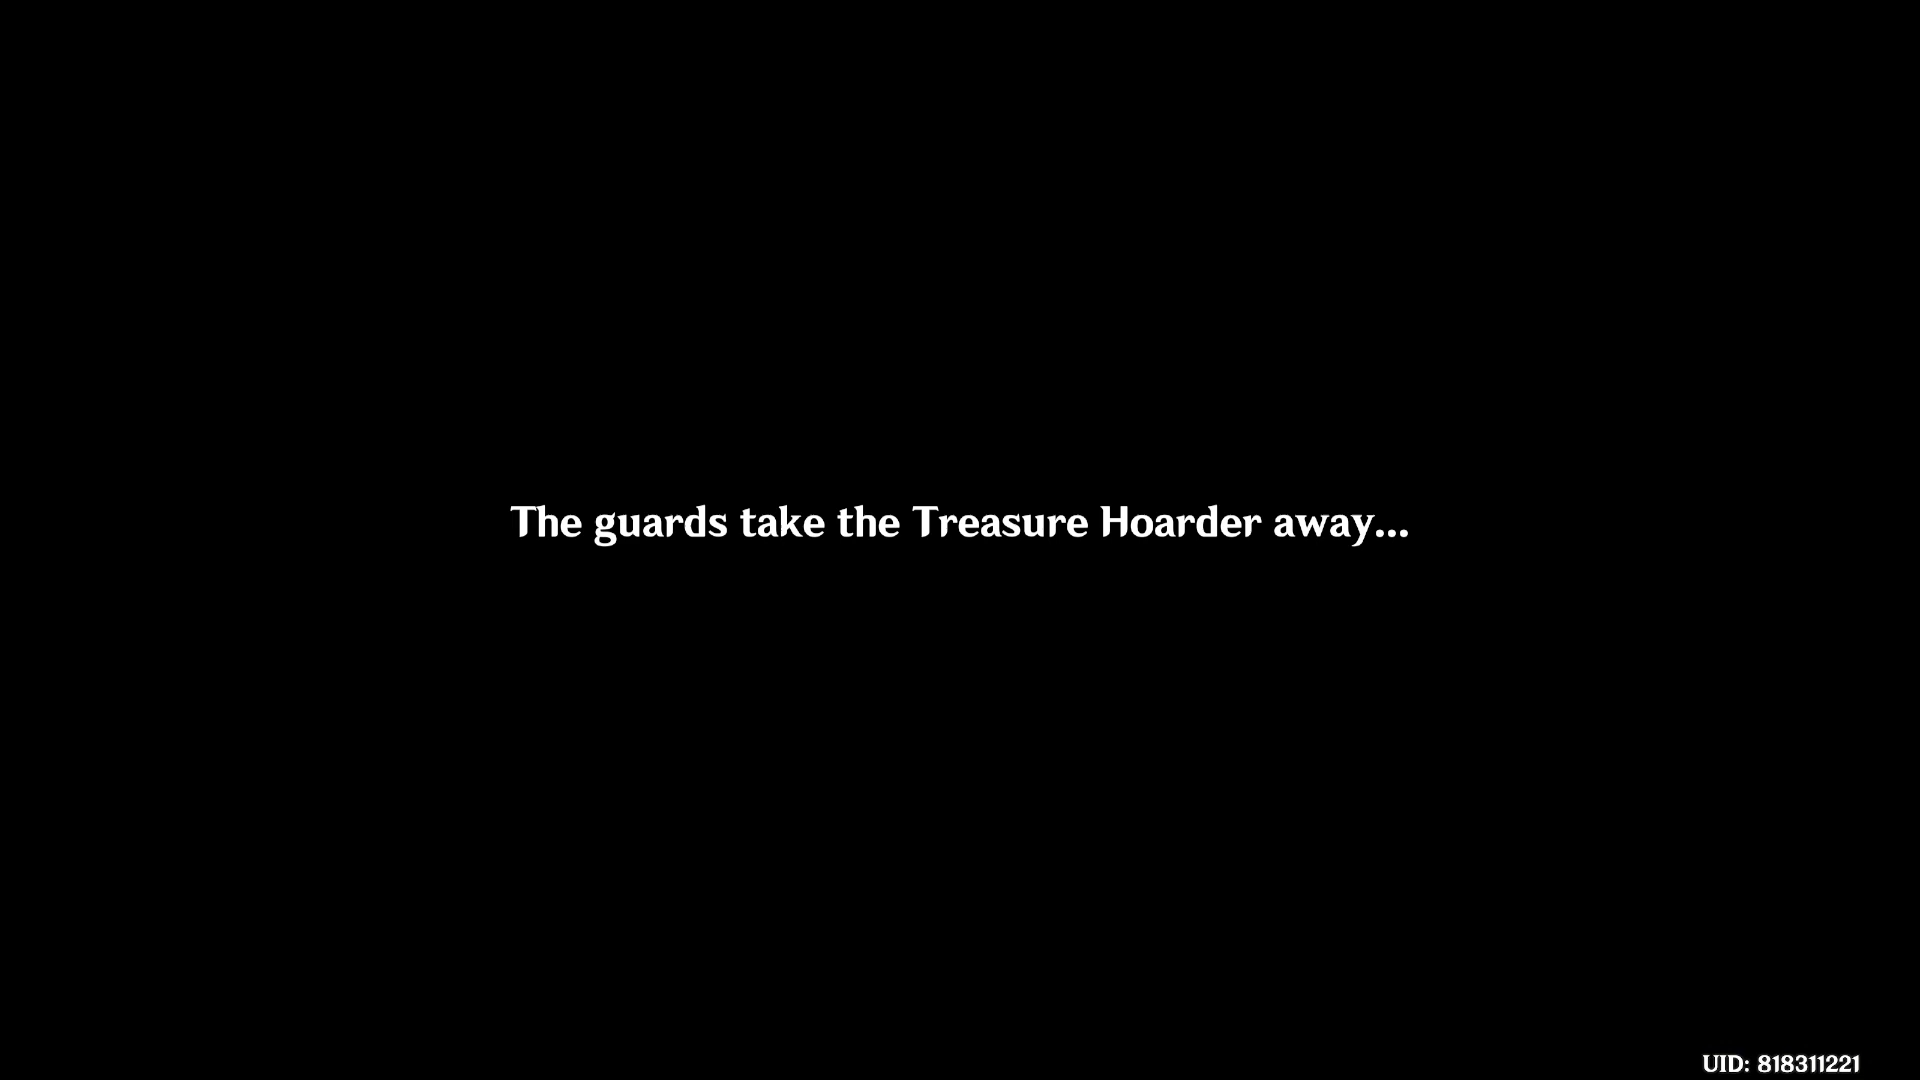 The guards take the Treasure Hoarder away...
UID: 818311221